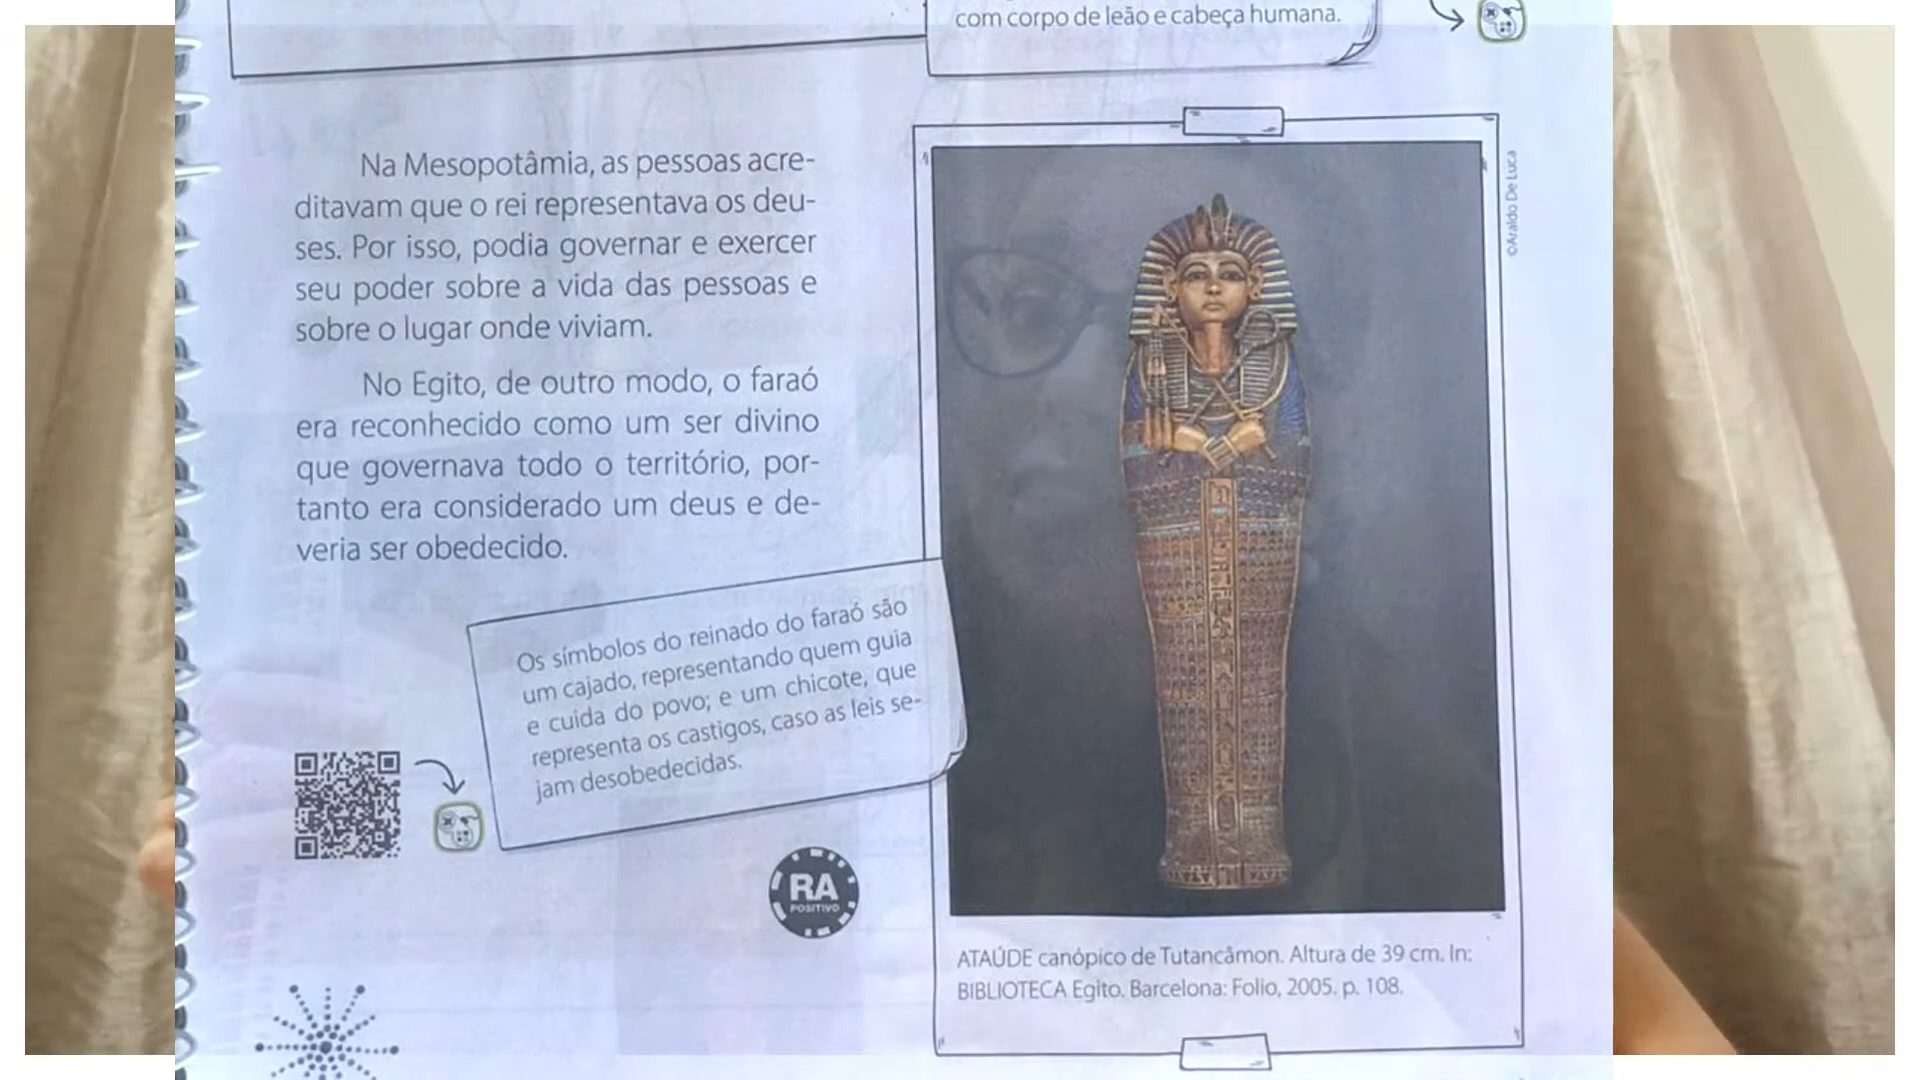 com corpo de leão e cabeça humana.
Na Mesopotâmia, as pessoas acre-
ditavam que o rei representava os deu-
ses. Por isso, podia governar e exercer
seu poder sobre a vida das pessoas e
sobre o lugar onde viviam.
No Egito, de outro modo, o faraó
era reconhecido como um ser divino
que governava todo o território, por-
tanto era considerado um deus e de-
veria ser obedecido.
Os símbolos do reinado do faraó são
um cajado, representando quem guia
e cuida do povo; e um chicote, que
representa os castigos, caso as leis se-
jam desobedecidas.
RA
POSITIVO
©Araldo De Luca
ATAÚDE canópico de Tutancâmon. Altura de 39 cm. In:
BIBLIOTECA Egito. Barcelona: Folio, 2005. p. 108.